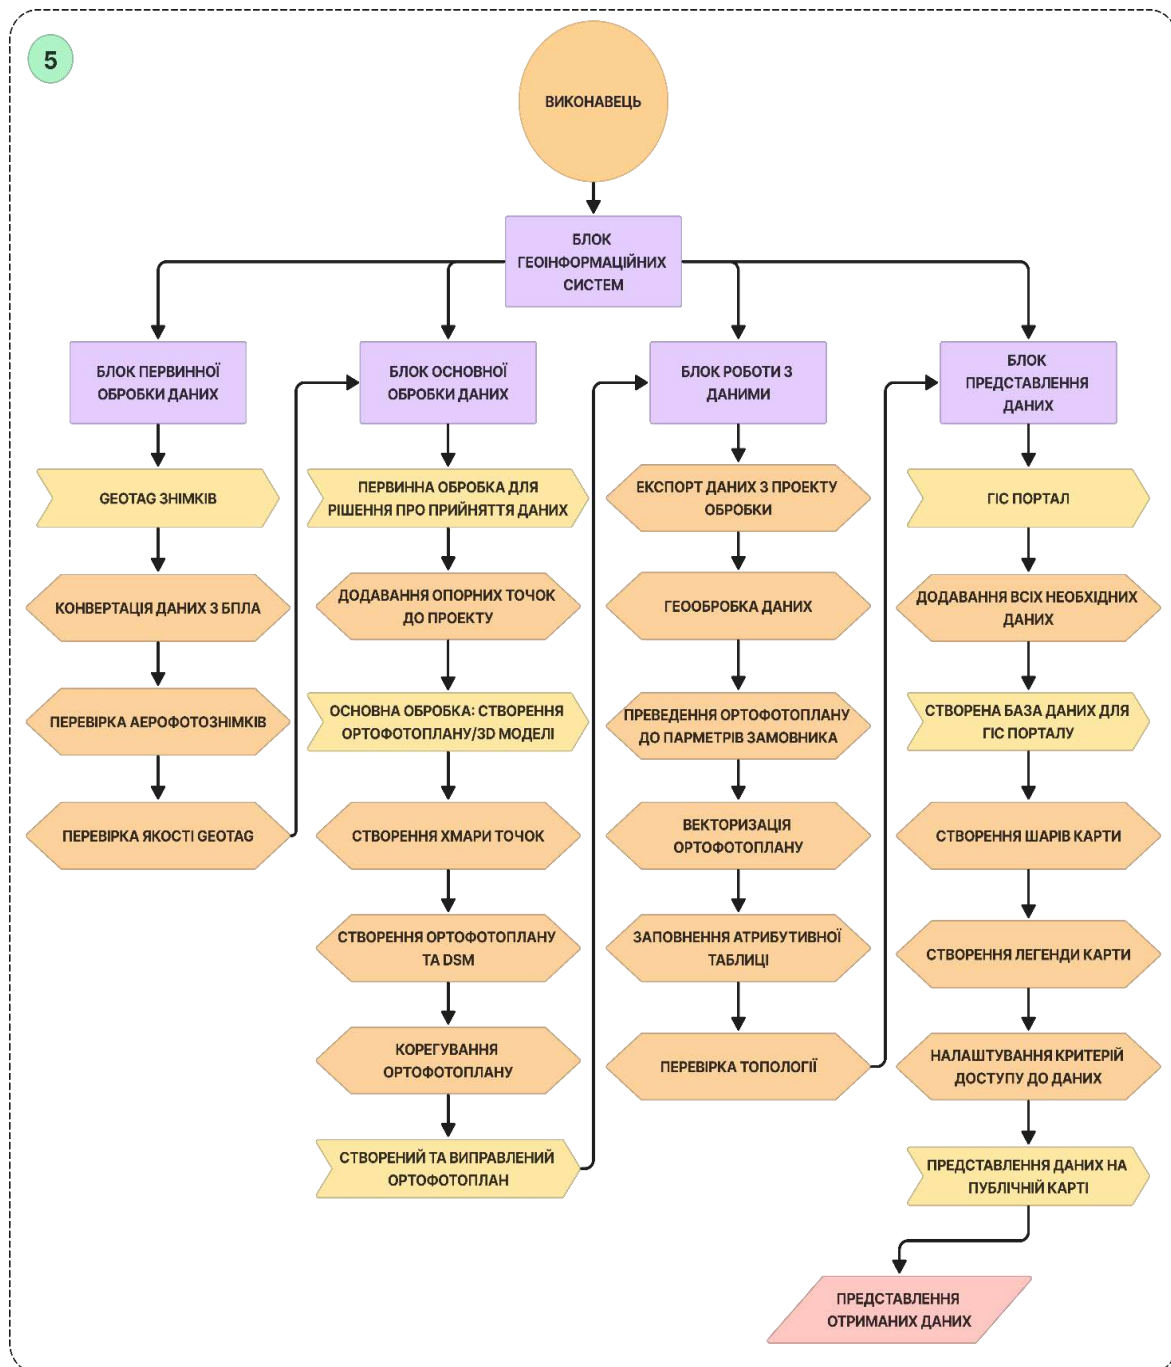 5
ВИКОНАВЕЦЬ
БЛОК
ГЕОІНФОРМАЦІЙНИХ
СИСТЕМ
БЛОК ПЕРВИННОЇ
ОБРОБКИ ДАНИХ
GEOTAG ЗНІМКІВ
КОНВЕРТАЦІЯ ДАНИХ З БПЛА
ПЕРЕВІРКА АЕРОФОТОЗНІМКІВ
ПЕРЕВІРКА ЯКОСТІ GEOTAG
БЛОК ОСНОВНОЇ
ОБРОБКИ ДАНИХ
ПЕРВИННА ОБРОБКА ДЛЯ
РІШЕННЯ ПРО ПРИЙНЯТТЯ ДАНИХ
ДОДАВАННЯ ОПОРНИХ ТОЧОК
ДО ПРОЕКТУ
ОСНОВНА ОБРОБКА: СТВОРЕННЯ
ОРТОФОТОПЛАНУ/3D МОДЕЛІ
СТВОРЕННЯ ХМАРИ ТОЧОК
СТВОРЕННЯ ОРТОФОТОПЛАНУ
ТА DSM
КОРЕГУВАННЯ
ОРТОФОТОПЛАНУ
СТВОРЕНИЙ ТА ВИПРАВЛЕНИЙ
ОРТОФОТОПЛАН
БЛОК РОБОТИ З
ДАНИМИ
ЕКСПОРТ ДАНИХ З ПРОЕКТУ
ОБРОБКИ
ГЕООБРОБКА ДАНИХ
ПРЕВЕДЕННЯ ОРТОФОТОПЛАНУ
ДО ПАРМЕТРІВ ЗАМОВНИКА
ВЕКТОРИЗАЦІЯ
ОРТОФОТОПЛАНУ
ЗАПОВНЕННЯ АТРИБУТИВНОЇ
ТАБЛИЦІ
ПЕРЕВІРКА ТОПОЛОГІЇ
БЛОК
ПРЕДСТАВЛЕННЯ
ДАНИХ
ГІС ПОРТАЛ
ДОДАВАННЯ ВСІХ НЕОБХІДНИХ
ДАНИХ
СТВОРЕНА БАЗА ДАНИХ ДЛЯ
ГІС ПОРТАЛУ
СТВОРЕННЯ ШАРІВ КАРТИ
СТВОРЕННЯ ЛЕГЕНДИ КАРТИ
НАЛАШТУВАННЯ КРИТЕРІЙ
ДОСТУПУ ДО ДАНИХ
ПРЕДСТАВЛЕННЯ ДАНИХ НА
ПУБЛІЧНІЙ КАРТІ
ПРЕДСТАВЛЕННЯ
ОТРИМАНИХ ДАНИХ